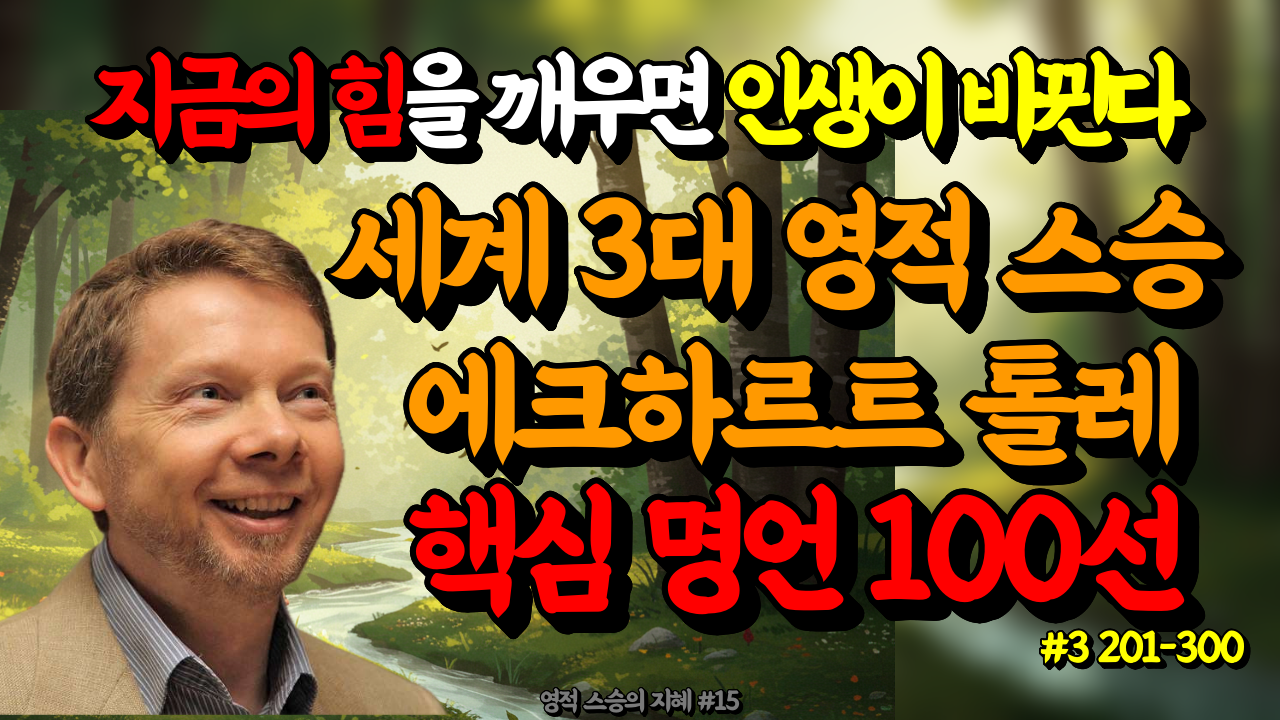 지금의 힘을 깨우면 인생이 바뀐다
세계 3대 영적 스승
에크하르트 톨레
핵심 명언 100선
#3 201-300
영적 스승의 지혜 #15